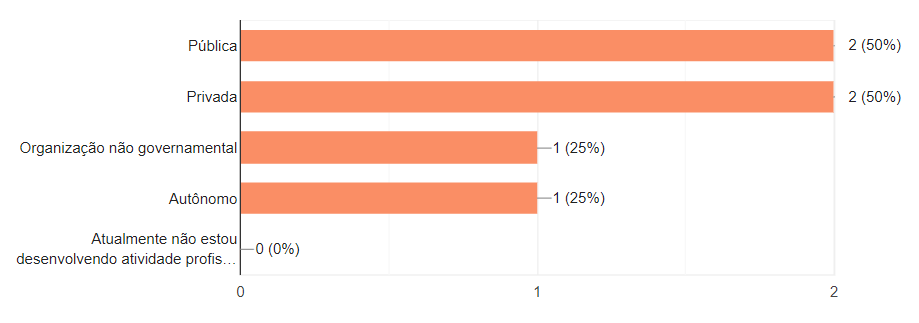 Pública
2 (50%)
Privada
2 (50%)
Organização não governamental
1 (25%)
Autônomo
1 (25%)
Atualmente não estou
desenvolvendo atividade profis…
0 (0%)
0
1
2